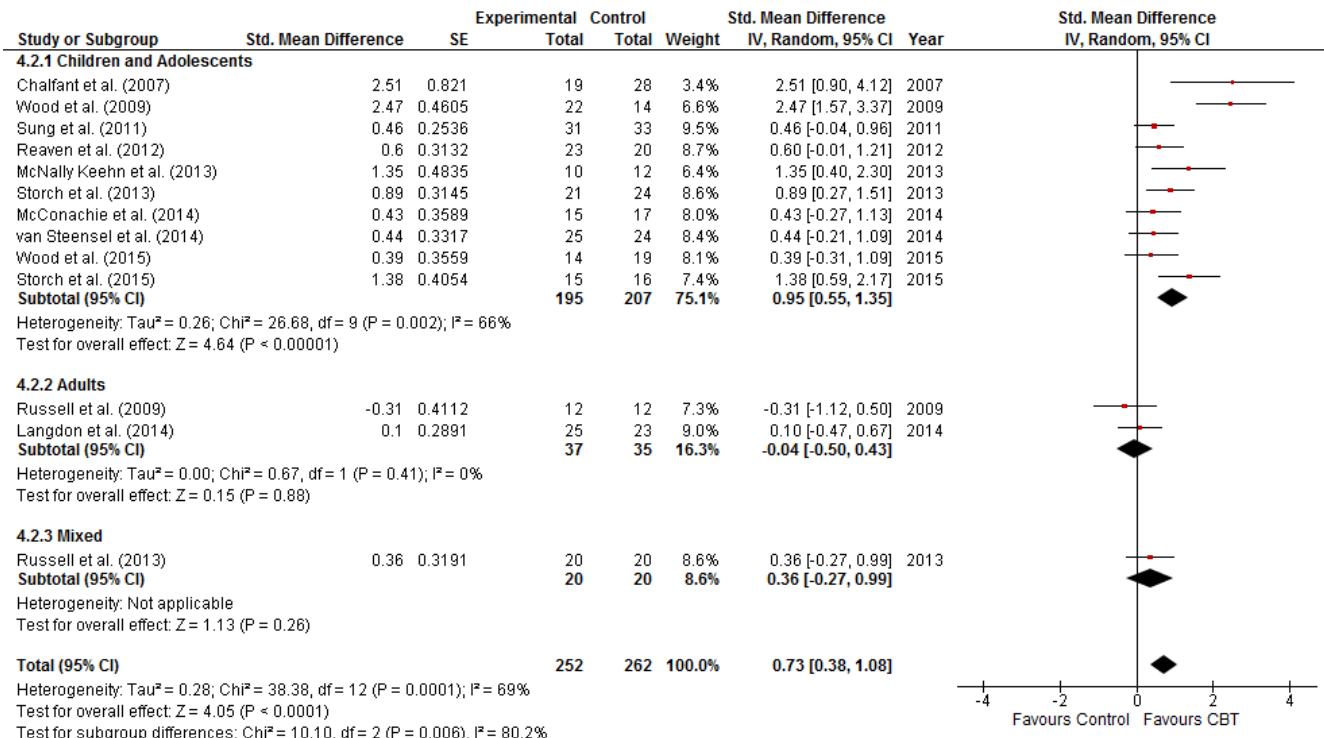 Experimental Control Std. Mean Difference Std. Mean Difference
Study or Subgroup Std. Mean Difference SE Total Total Weight IV, Random, 95% CI Year IV, Random, 95% CI
4.2.1 Children and Adolescents
Chalfant et al. (2007) 2.51 0.821 19 28 3.4% 2.51 [0.90, 4.12] 2007
Wood et al. (2009) 2.47 0.4605 22 14 6.6% 2.47 [1.57, 3.37] 2009
Sung et al. (2011) 0.46 0.2536 31 33 9.5% 0.46 [-0.04, 0.96] 2011
Reaven et al. (2012) 0.6 0.3132 23 20 8.7% 0.60 [-0.01, 1.21] 2012
McNally Keehn et al. (2013) 1.35 0.4835 10 12 6.4% 1.35 [0.40, 2.30] 2013
Storch et al. (2013) 0.89 0.3145 21 24 8.6% 0.89 [0.27, 1.51] 2013
McConachie et al. (2014) 0.43 0.3589 15 17 8.0% 0.43 [-0.27, 1.13] 2014
van Steensel et al. (2014) 0.44 0.3317 25 24 8.4% 0.44 [-0.21, 1.09] 2014
Wood et al. (2015) 0.39 0.3559 14 19 8.1% 0.39 [-0.31, 1.09] 2015
Storch et al. (2015) 1.38 0.4054 15 16 7.4% 1.38 [0.59, 2.17] 2015
Subtotal (95% CI) 195 207 75.1% 0.95 [0.55, 1.35]
Heterogeneity: Tau² = 0.26; Chi² = 26.68, df = 9 (P = 0.002); I² = 66%
Test for overall effect: Z = 4.64 (P < 0.00001)
4.2.2 Adults
Russell et al. (2009) -0.31 0.4112 12 12 7.3% -0.31 [-1.12, 0.50] 2009
Langdon et al. (2014) 0.1 0.2891 25 23 9.0% 0.10 [-0.47, 0.67] 2014
Subtotal (95% CI) 37 35 16.3% -0.04 [-0.50, 0.43]
Heterogeneity: Tau² = 0.00; Chi² = 0.67, df = 1 (P = 0.41); I² = 0%
Test for overall effect: Z = 0.15 (P = 0.88)
4.2.3 Mixed
Russell et al. (2013) 0.36 0.3191 20 20 8.6% 0.36 [-0.27, 0.99] 2013
Subtotal (95% CI) 20 20 8.6% 0.36 [-0.27, 0.99]
Heterogeneity: Not applicable
Test for overall effect: Z = 1.13 (P = 0.26)
Total (95% CI) 252 262 100.0% 0.73 [0.38, 1.08]
Heterogeneity: Tau² = 0.28; Chi² = 38.38, df = 12 (P = 0.0001); I² = 69%
Test for overall effect: Z = 4.05 (P < 0.0001)
Test for subgroup differences: Chi² = 10.10, df = 2 (P = 0.006), I² = 80.2%
-4 -2 0 2 4
Favours Control Favours CBT